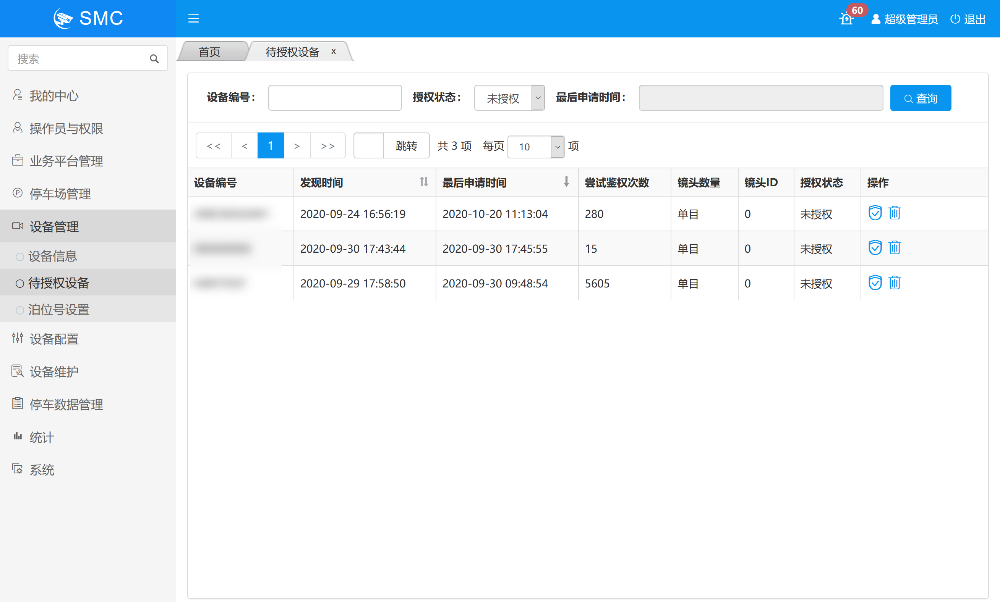 SMC
60
超级管理员
退出
搜索
我的中心
操作员与权限
业务平台管理
停车场管理
设备管理
设备信息
待授权设备
泊位号设置
设备配置
设备维护
停车数据管理
统计
系统
首页
待授权设备 x
设备编号： 授权状态： 未授权 最后申请时间： 查询
<< < 1 > >> 跳转 共 3 项 每页 10 项
设备编号 发现时间 最后申请时间 尝试鉴权次数 镜头数量 镜头ID 授权状态 操作
2020-09-24 16:56:19 2020-10-20 11:13:04 280 单目 0 未授权
2020-09-30 17:43:44 2020-09-30 17:45:55 15 单目 0 未授权
2020-09-29 17:58:50 2020-09-30 09:48:54 5605 单目 0 未授权